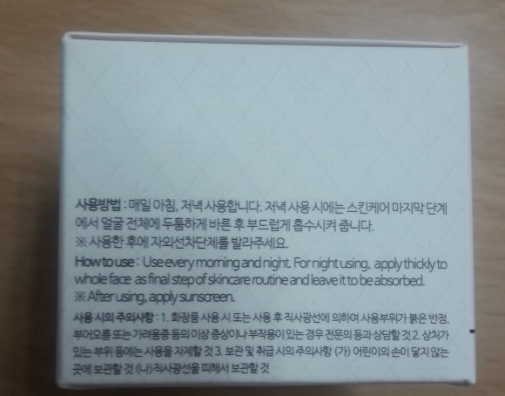 사용방법 : 매일 아침, 저녁 사용합니다. 저녁 사용 시에는 스킨케어 마지막 단계
에서 얼굴 전체에 두툼하게 바른 후 부드럽게 흡수시켜 줍니다.
※ 사용한 후에 자외선차단제를 발라주세요.
How to use : Use every morning and night. For night using, apply thickly to
whole face as final step of skincare routine and leave it to be absorbed.
※ After using, apply sunscreen.
사용 시의 주의사항 : 1. 화장품 사용 시 또는 사용 후 직사광선에 의하여 사용부위가 붉은 반점,
부어오름 또는 가려움증 등의 이상 증상이나 부작용이 있는 경우 전문의 등과 상담할 것 2. 상처가
있는 부위 등에는 사용을 자제할 것 3. 보관 및 취급 시의 주의사항 (가) 어린이의 손이 닿지 않는
곳에 보관할 것 (나)직사광선을 피해서 보관할 것